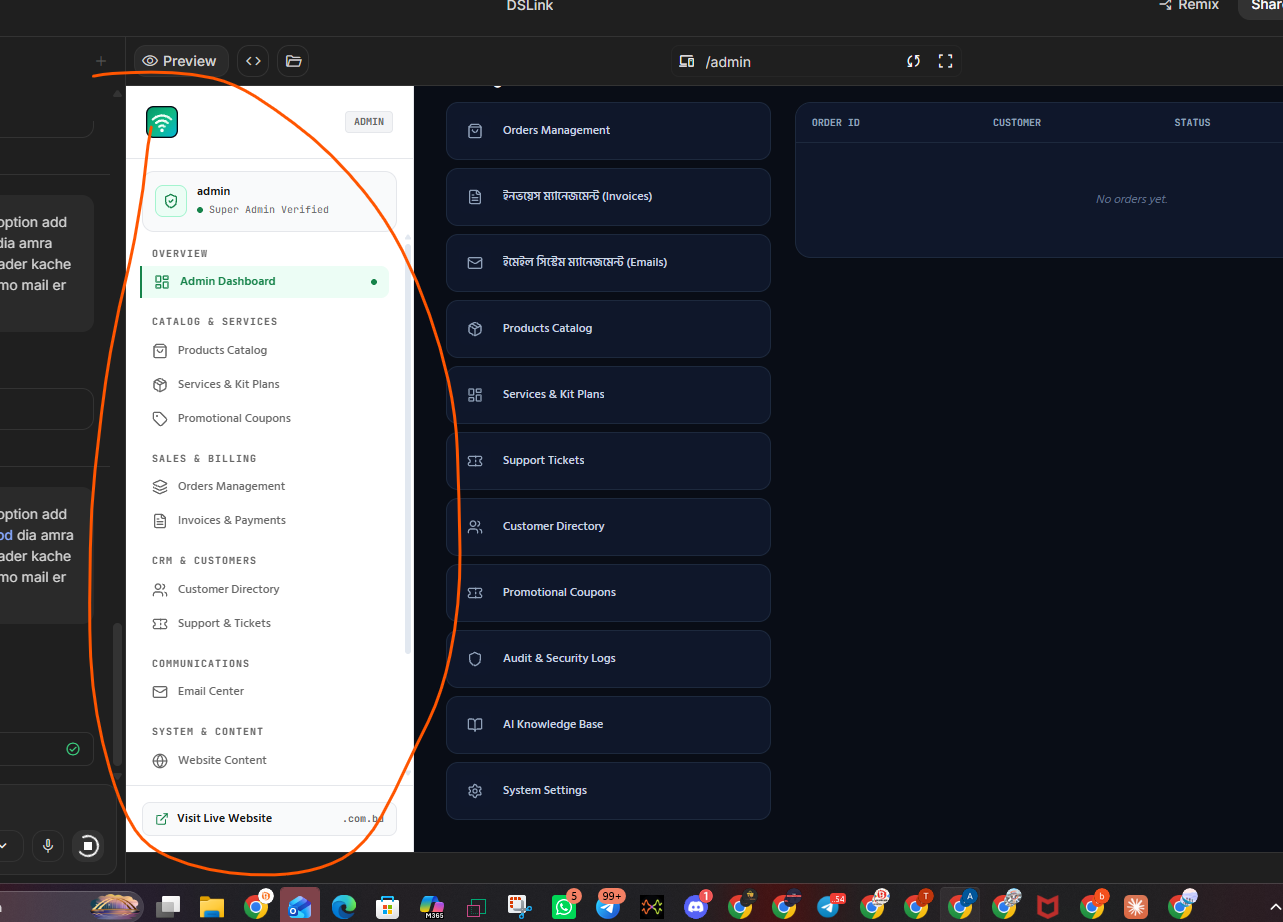 DSLink
Remix
Preview
/admin
option add
dia amra
ader kache
mo mail er
option add
dia amra
ader kache
mo mail er
ADMIN
admin
Super Admin Verified
OVERVIEW
Admin Dashboard
CATALOG & SERVICES
Products Catalog
Services & Kit Plans
Promotional Coupons
SALES & BILLING
Orders Management
Invoices & Payments
CRM & CUSTOMERS
Customer Directory
Support & Tickets
COMMUNICATIONS
Email Center
SYSTEM & CONTENT
Website Content
Visit Live Website
.com.bd
Orders Management
ইনভয়েস ম্যানেজমেন্ট (Invoices)
ইমেইল সিস্টেম ম্যানেজমেন্ট (Emails)
Products Catalog
Services & Kit Plans
Support Tickets
Customer Directory
Promotional Coupons
Audit & Security Logs
AI Knowledge Base
System Settings
ORDER ID CUSTOMER STATUS
No orders yet.
M365
5
99+
1
54
T
A
b